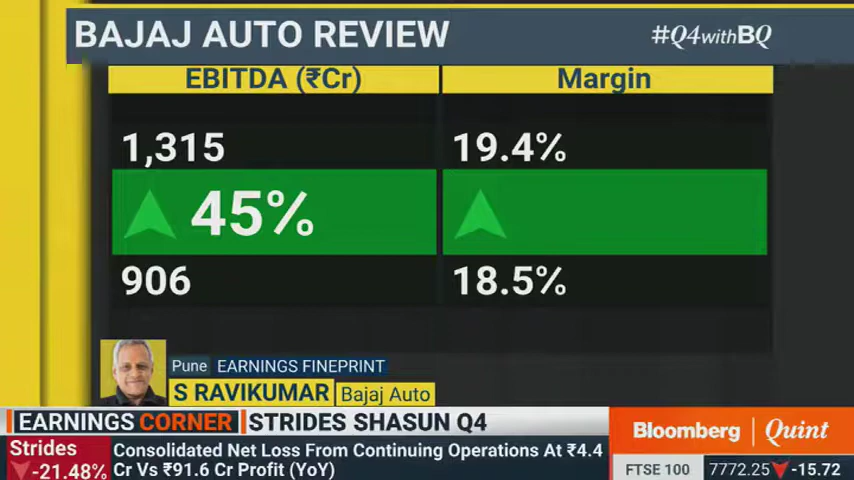 BAJAJ AUTO REVIEW
#Q4withBQ
EBITDA (₹Cr) Margin
1,315 19.4%
45%
906 18.5%
Pune EARNINGS FINEPRINT
S RAVIKUMAR Bajaj Auto
EARNINGS CORNER STRIDES SHASUN Q4
Strides
-21.48%
Consolidated Net Loss From Continuing Operations At ₹4.4
Cr Vs ₹91.6 Cr Profit (YoY)
Bloomberg | Quint
FTSE 100 7772.25 -15.72